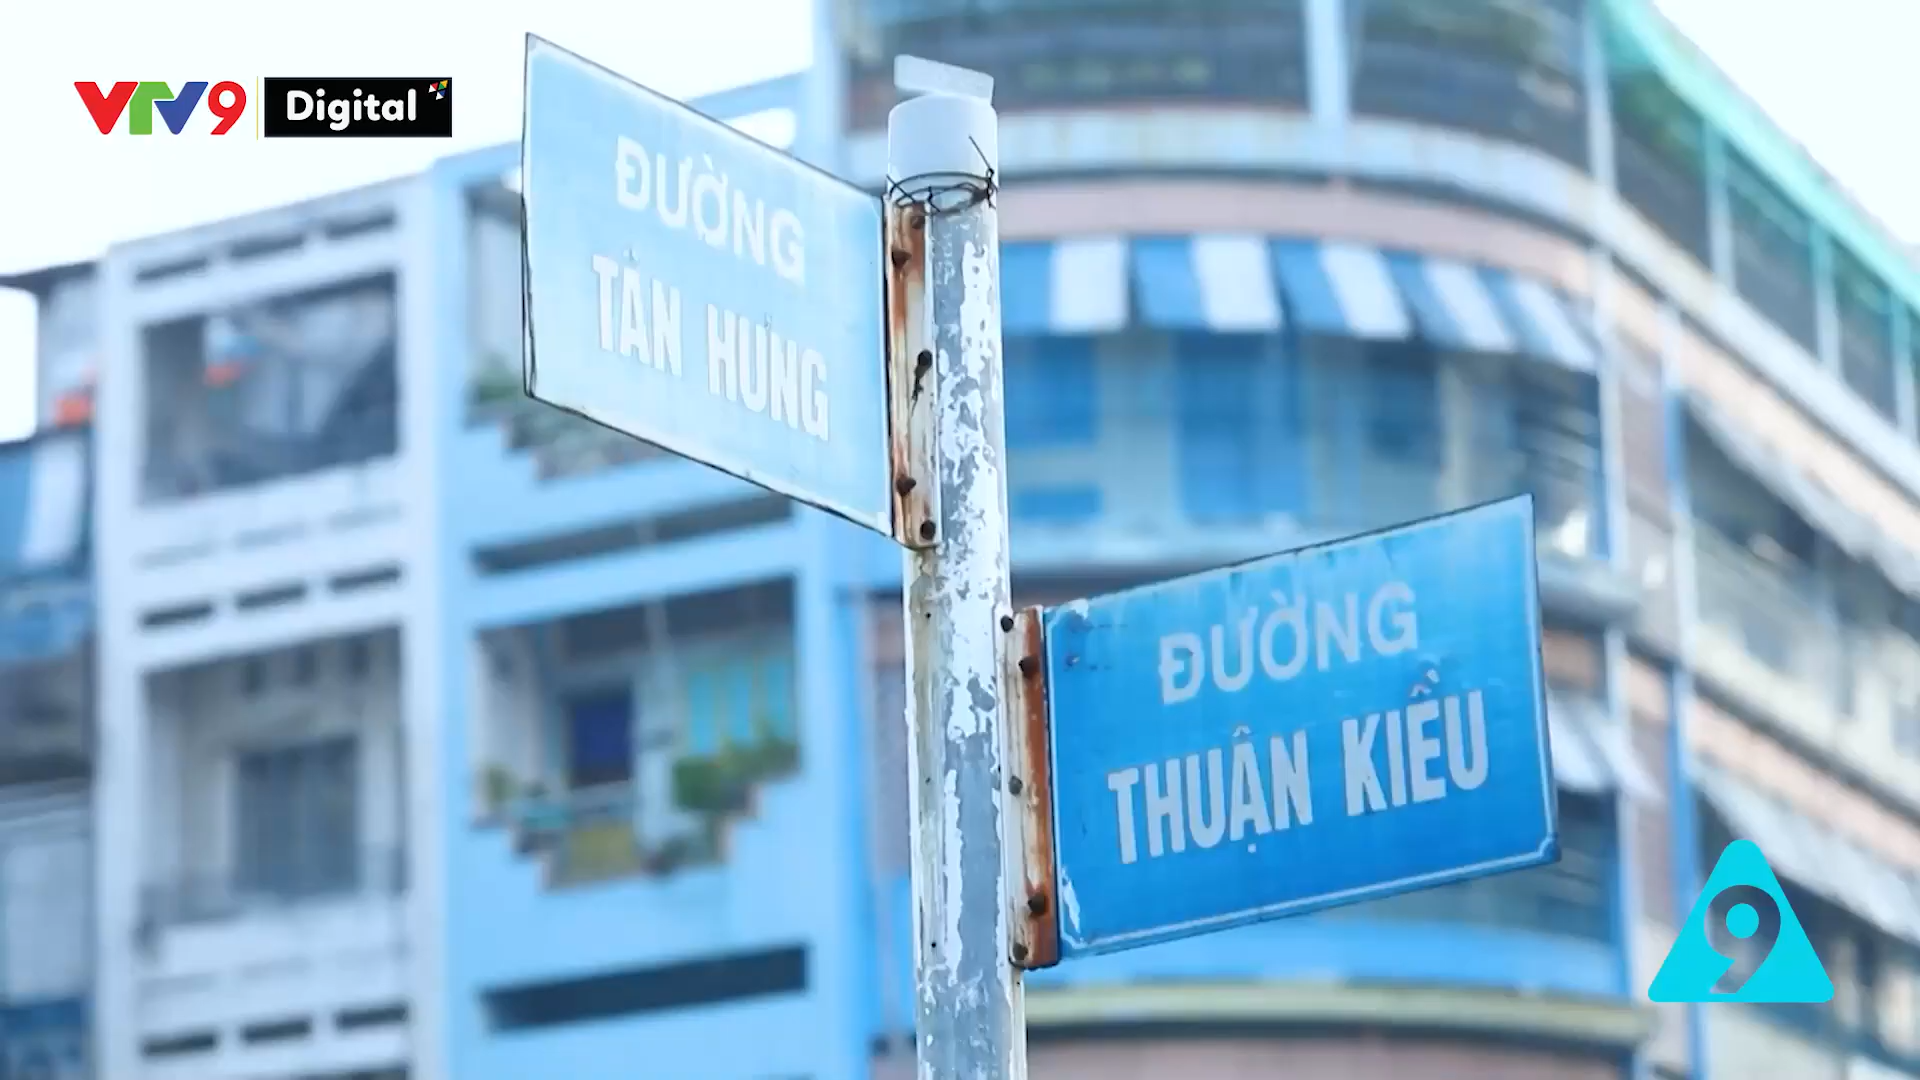 VTV9 Digital
ĐƯỜNG
TÂN HƯNG
ĐƯỜNG
THUẬN KIỀU
9